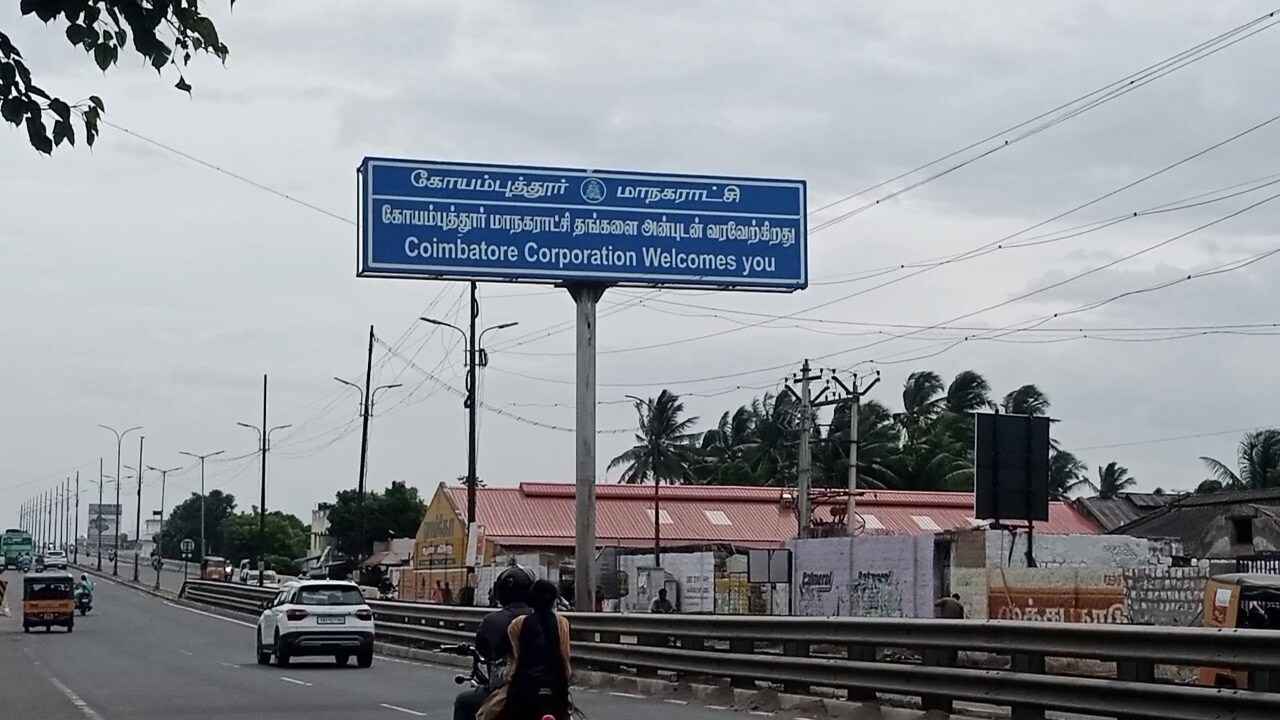 கோயம்புத்தூர் மாநகராட்சி
கோயம்புத்தூர் மாநகராட்சி தங்களை அன்புடன் வரவேற்கிறது
Coimbatore Corporation Welcomes you